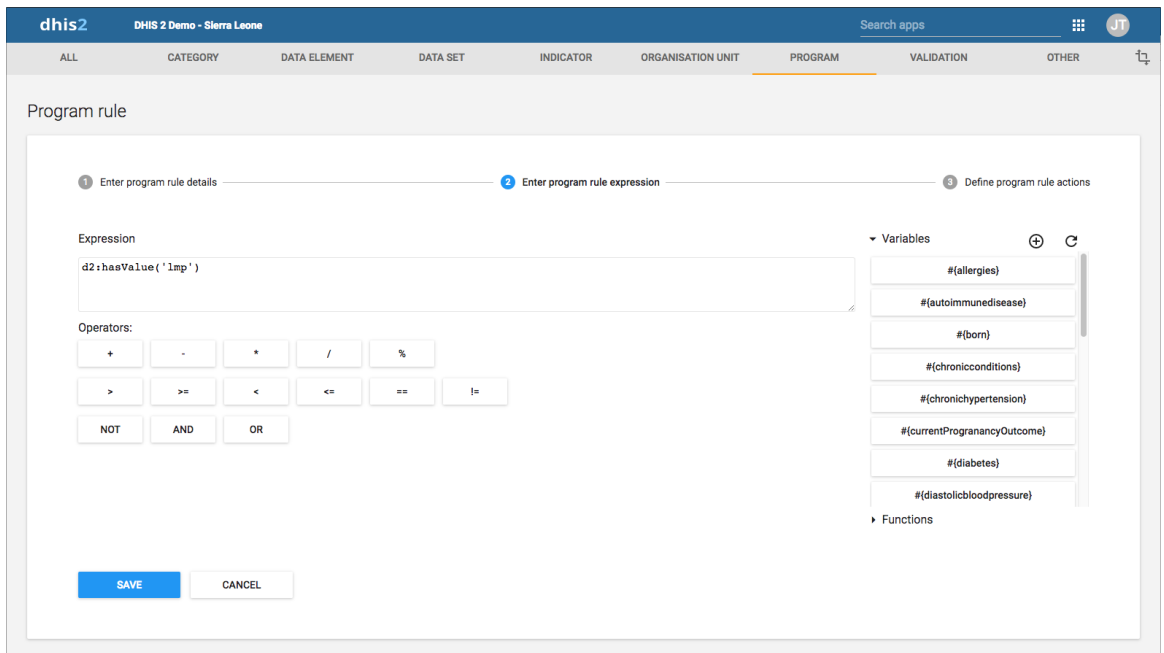 dhis2 DHIS 2 Demo - Sierra Leone Search apps JT
ALL CATEGORY DATA ELEMENT DATA SET INDICATOR ORGANISATION UNIT PROGRAM VALIDATION OTHER
Program rule
1 Enter program rule details 2 Enter program rule expression 3 Define program rule actions
Expression
d2:hasValue('lmp')
Operators:
+ - * / %
> >= < <= == !=
NOT AND OR
Variables
#{allergies}
#{autoimmunedisease}
#{born}
#{chronicconditions}
#{chronichypertension}
#{currentProgranancyOutcome}
#{diabetes}
#{diastolicbloodpressure}
Functions
SAVE CANCEL